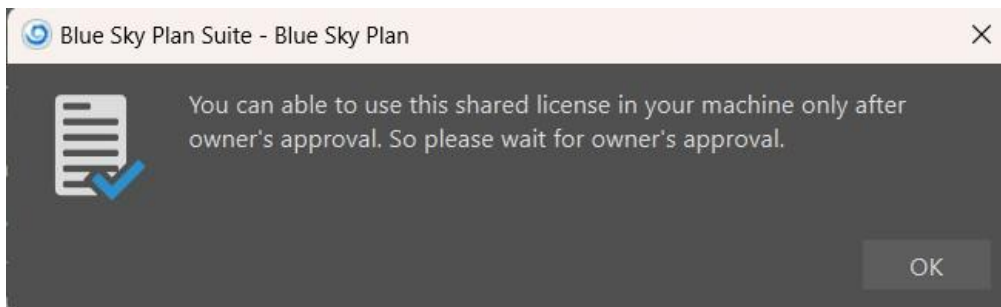 Blue Sky Plan Suite - Blue Sky Plan
You can able to use this shared license in your machine only after
owner's approval. So please wait for owner's approval.
OK